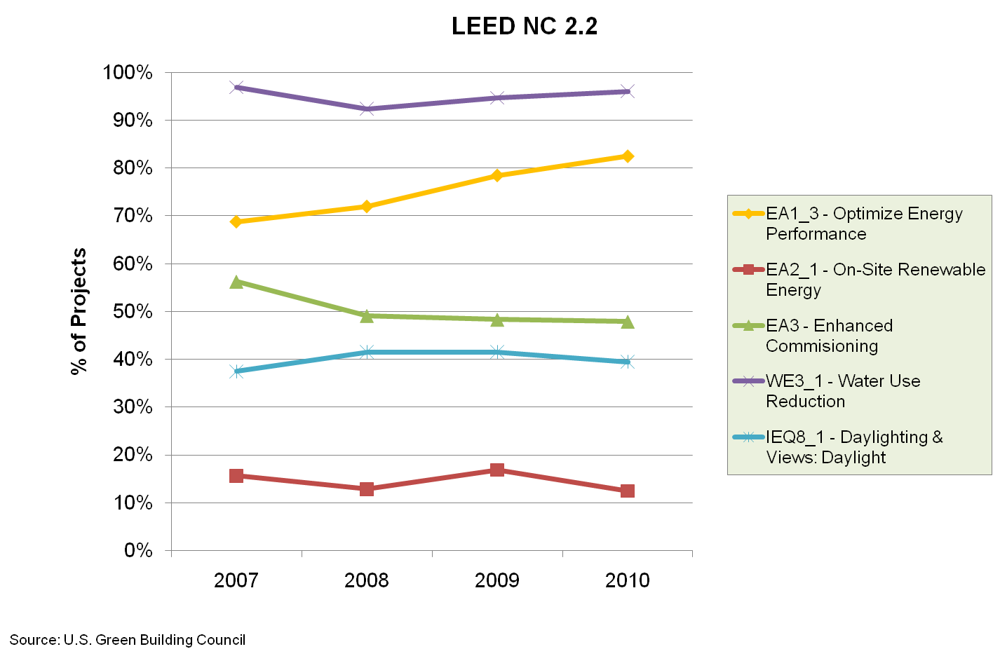 LEED NC 2.2
100%
90%
80%
70%
60%
50%
40%
30%
20%
10%
0%
% of Projects
2007
2008
2009
2010
EA1_3 - Optimize Energy
Performance
EA2_1 - On-Site Renewable
Energy
EA3 - Enhanced
Commisioning
WE3_1 - Water Use
Reduction
IEQ8_1 - Daylighting &
Views: Daylight
Source: U.S. Green Building Council